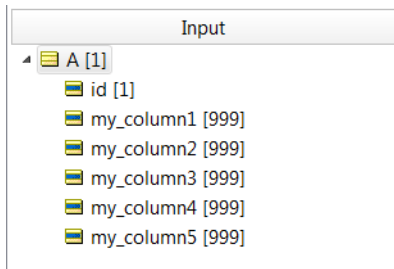 Input
A [1]
id [1]
my_column1 [999]
my_column2 [999]
my_column3 [999]
my_column4 [999]
my_column5 [999]